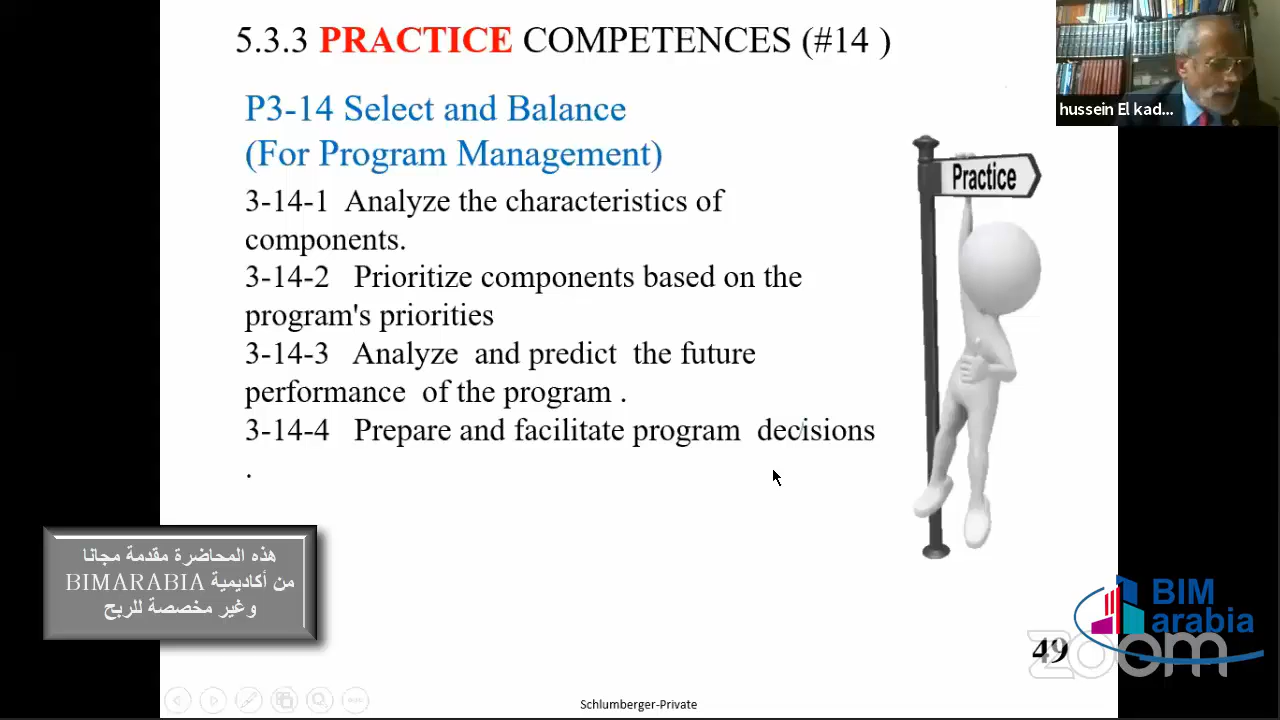 5.3.3 PRACTICE COMPETENCES (#14 )
hussein El kad...
P3-14 Select and Balance
(For Program Management)
Practice
3-14-1 Analyze the characteristics of
components.
3-14-2 Prioritize components based on the
program's priorities
3-14-3 Analyze and predict the future
performance of the program .
3-14-4 Prepare and facilitate program decisions
.
هذه المحاضرة مقدمة مجانا
من أكاديمية BIMARABIA
وغير مخصصة للربح
BIM
arabia
zoom
49
Schlumberger-Private